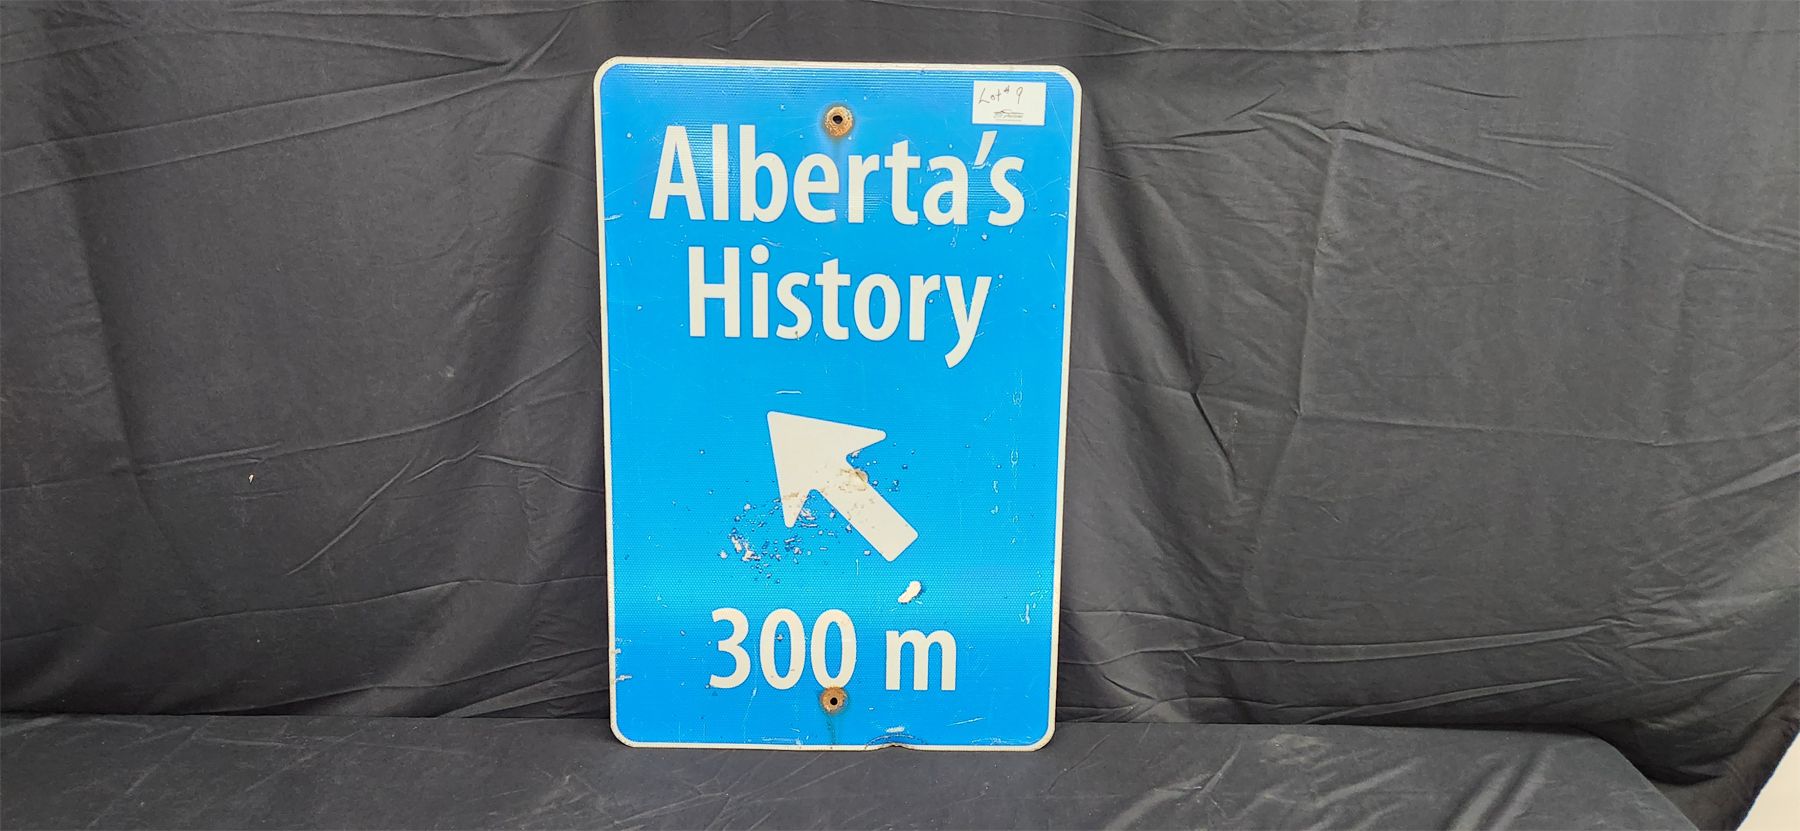 Lot # 9
Alberta's
History
300 m